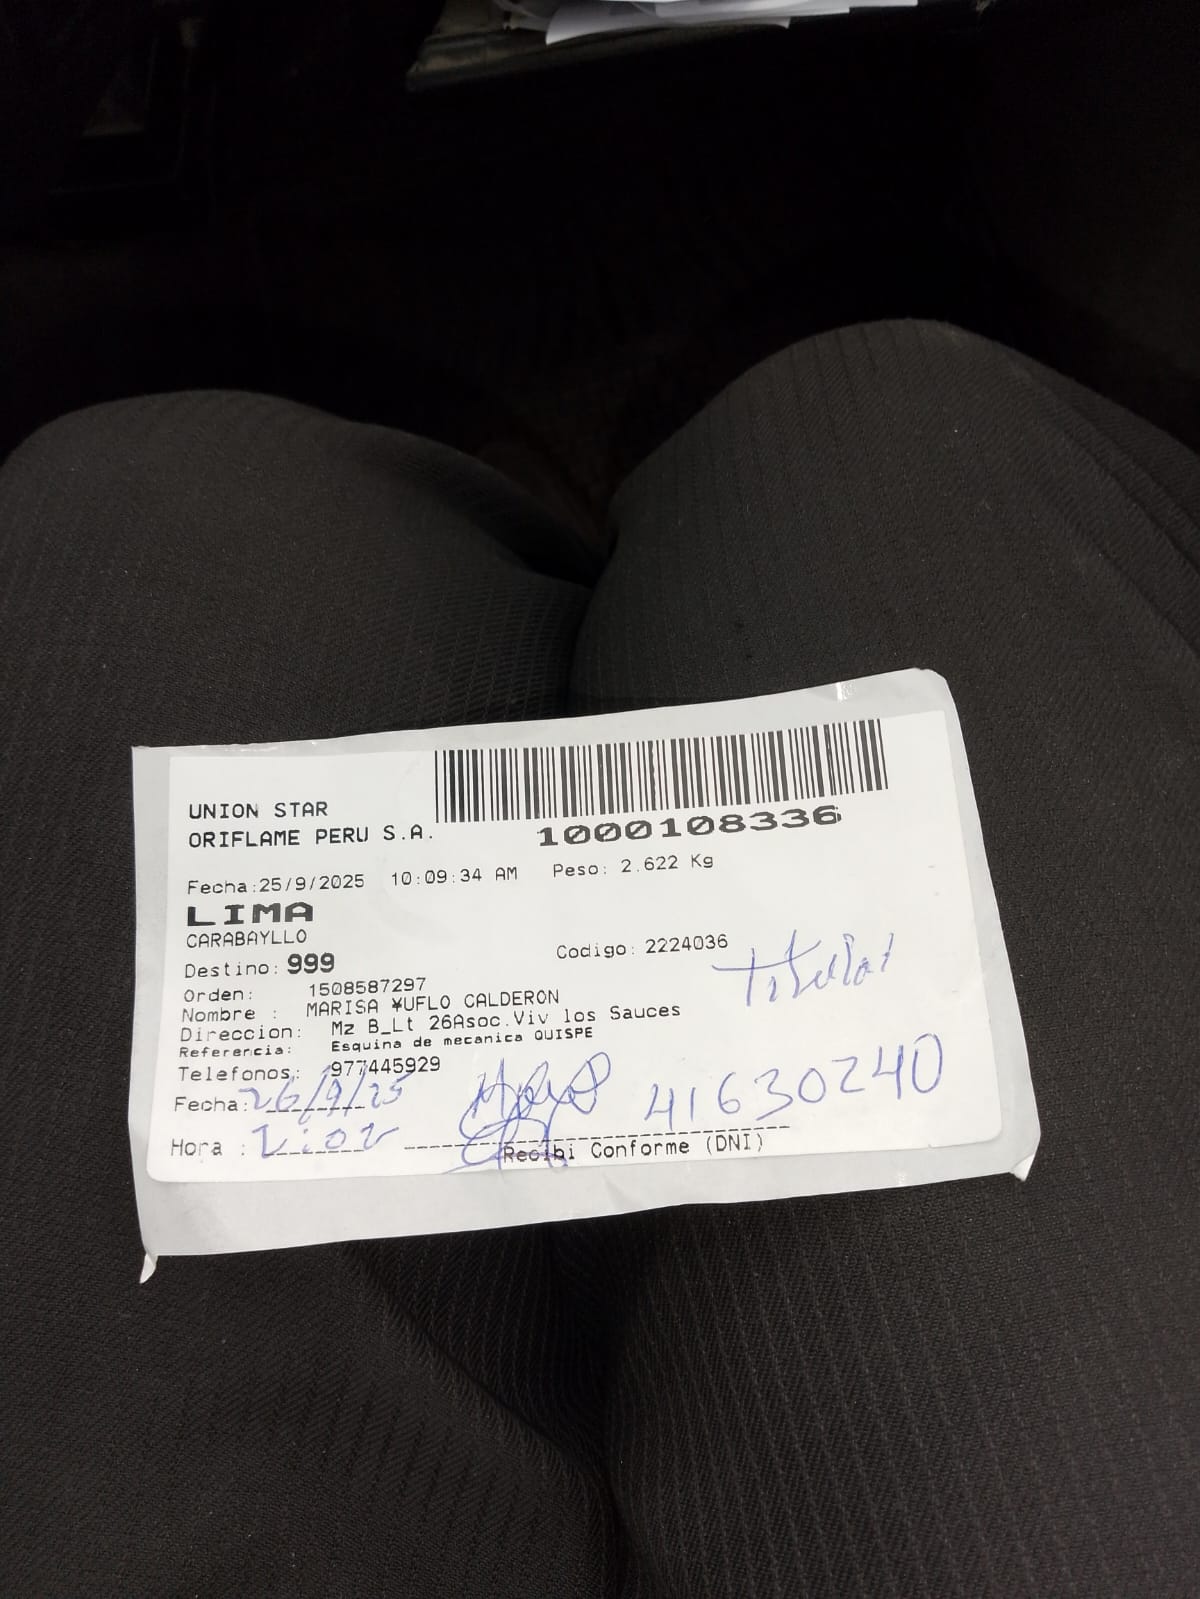 UNION STAR
ORIFLAME PERU S.A.
1000108336
Fecha:25/9/2025 10:09:34 AM Peso: 2.622 Kg
LIMA
CARABAYLLO
Destino: 999 Codigo: 2224036
Titular
Orden: 1508587297
Nombre : MARISA ¥UFLO CALDERON
Direccion: Mz B_Lt 26Asoc.Viv los Sauces
Referencia: Esquina de mecanica QUISPE
Telefonos: 977445929
Fecha: 26/9/25 41630240
Hora :
Recibi Conforme (DNI)